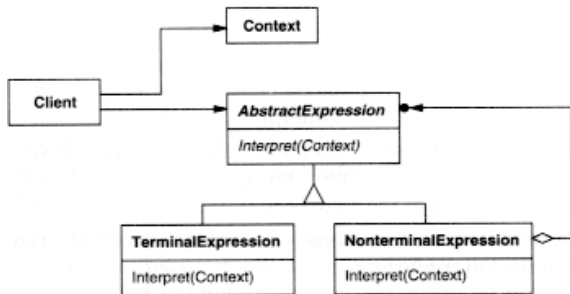 Context
Client
AbstractExpression
Interpret(Context)
TerminalExpression
Interpret(Context)
NonterminalExpression
Interpret(Context)